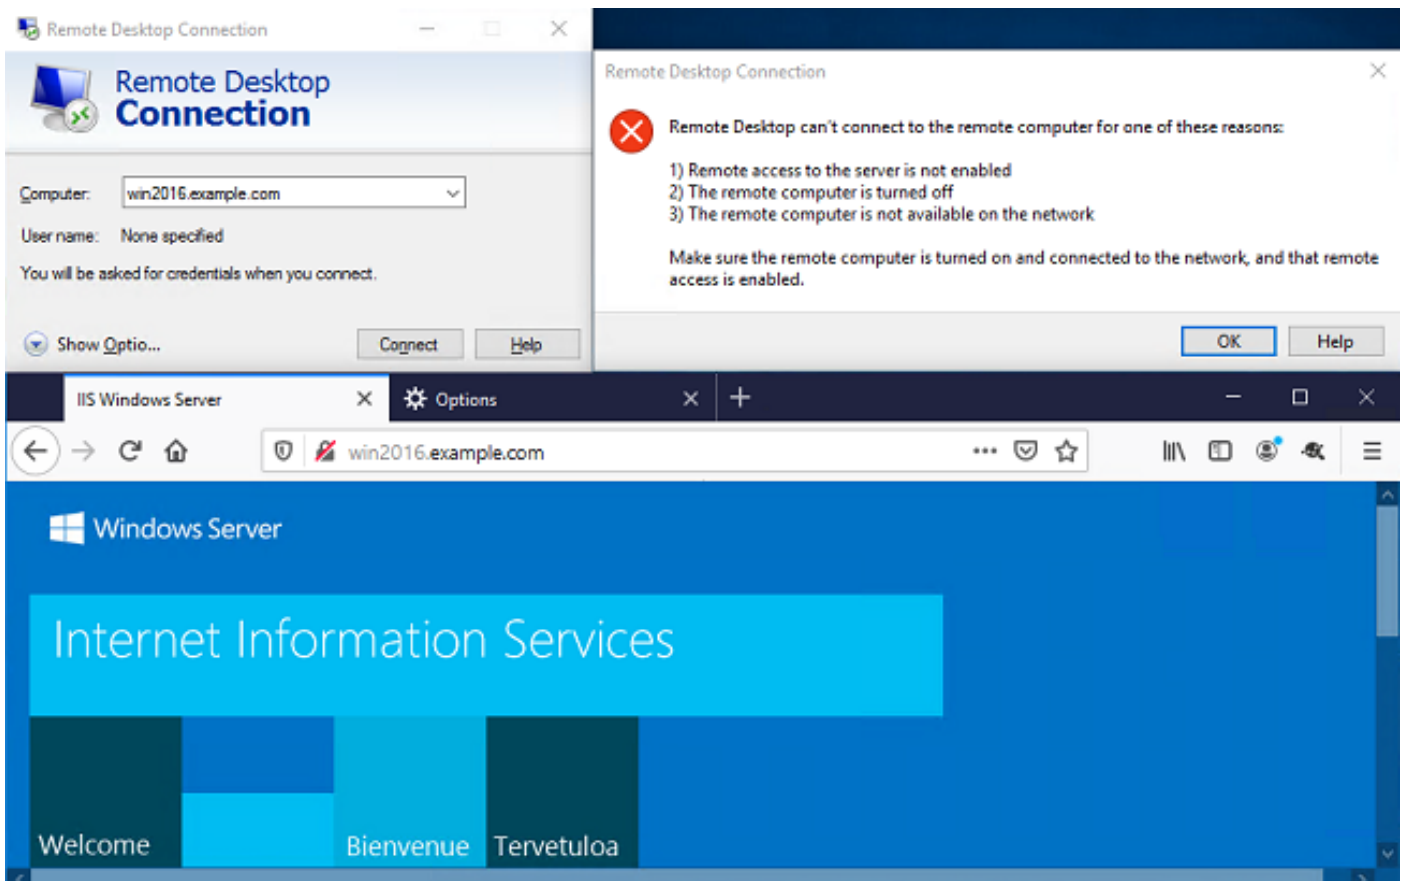 Remote Desktop Connection
Remote Desktop
Connection
Computer: win2016.example.com
User name: None specified
You will be asked for credentials when you connect.
Show Optio...
Connect Help
Remote Desktop Connection
Remote Desktop can't connect to the remote computer for one of these reasons:
1) Remote access to the server is not enabled
2) The remote computer is turned off
3) The remote computer is not available on the network
Make sure the remote computer is turned on and connected to the network, and that remote
access is enabled.
OK Help
IIS Windows Server Options
win2016.example.com
Windows Server
Internet Information Services
Welcome Bienvenue Tervetuloa